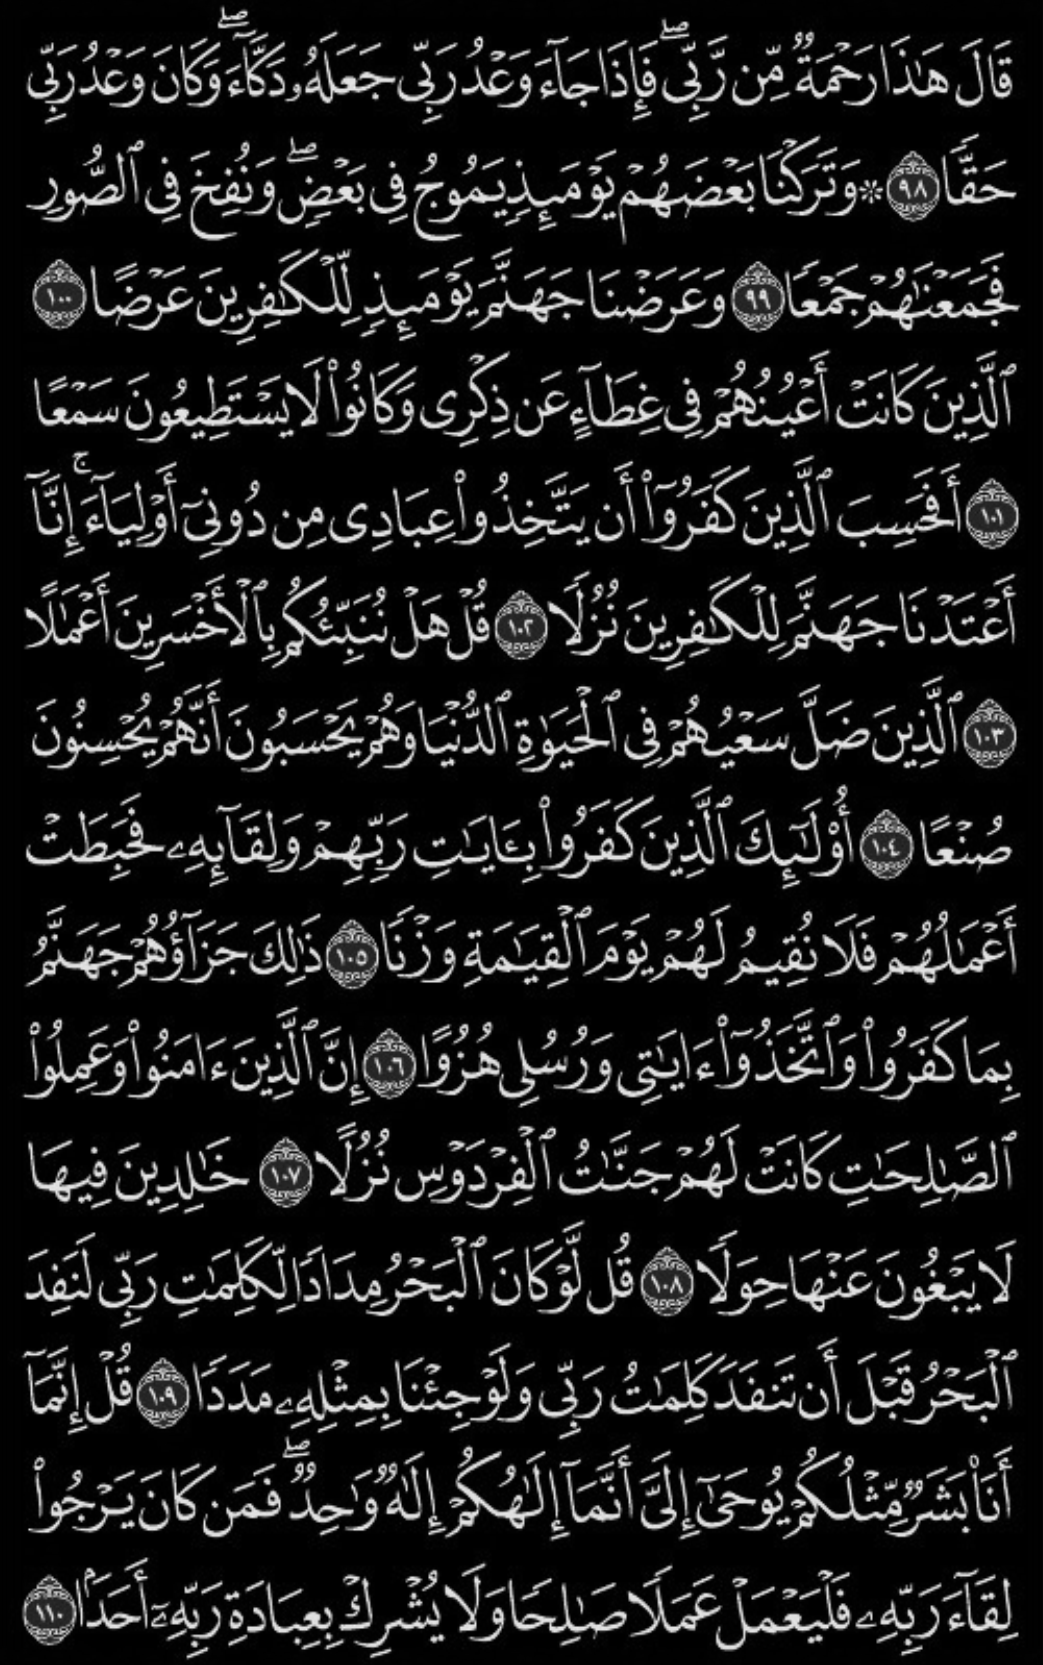 قَالَ هَٰذَا رَحۡمَةٞ مِّن رَّبِّيۖ فَإِذَا جَآءَ وَعۡدُ رَبِّي جَعَلَهُۥ دَكَّآءَۖ وَكَانَ وَعۡدُ رَبِّي
حَقّٗا ٩٨ ۞ وَتَرَكۡنَا بَعۡضَهُمۡ يَوۡمَئِذٖ يَمُوجُ فِي بَعۡضٖۖ وَنُفِخَ فِي ٱلصُّورِ
فَجَمَعۡنَٰهُمۡ جَمۡعٗا ٩٩ وَعَرَضۡنَا جَهَنَّمَ يَوۡمَئِذٖ لِّلۡكَٰفِرِينَ عَرۡضًا ١٠٠
ٱلَّذِينَ كَانَتۡ أَعۡيُنُهُمۡ فِي غِطَآءٍ عَن ذِكۡرِي وَكَانُواْ لَا يَسۡتَطِيعُونَ سَمۡعًا
١٠١ أَفَحَسِبَ ٱلَّذِينَ كَفَرُوٓاْ أَن يَتَّخِذُواْ عِبَادِي مِن دُونِيٓ أَوۡلِيَآءَۚ إِنَّآ
أَعۡتَدۡنَا جَهَنَّمَ لِلۡكَٰفِرِينَ نُزُلٗا ١٠٢ قُلۡ هَلۡ نُنَبِّئُكُم بِٱلۡأَخۡسَرِينَ أَعۡمَٰلًا
١٠٣ ٱلَّذِينَ ضَلَّ سَعۡيُهُمۡ فِي ٱلۡحَيَوٰةِ ٱلدُّنۡيَا وَهُمۡ يَحۡسَبُونَ أَنَّهُمۡ يُحۡسِنُونَ
صُنۡعًا ١٠٤ أُوْلَٰٓئِكَ ٱلَّذِينَ كَفَرُواْ بِـَٔايَٰتِ رَبِّهِمۡ وَلِقَآئِهِۦ فَحَبِطَتۡ
أَعۡمَٰلُهُمۡ فَلَا نُقِيمُ لَهُمۡ يَوۡمَ ٱلۡقِيَٰمَةِ وَزۡنٗا ١٠٥ ذَٰلِكَ جَزَآؤُهُمۡ جَهَنَّمُ
بِمَا كَفَرُواْ وَٱتَّخَذُوٓاْ ءَايَٰتِي وَرُسُلِي هُزُوًا ١٠٦ إِنَّ ٱلَّذِينَ ءَامَنُواْ وَعَمِلُواْ
ٱلصَّٰلِحَٰتِ كَانَتۡ لَهُمۡ جَنَّٰتُ ٱلۡفِرۡدَوۡسِ نُزُلًا ١٠٧ خَٰلِدِينَ فِيهَا
لَا يَبۡغُونَ عَنۡهَا حِوَلٗا ١٠٨ قُل لَّوۡ كَانَ ٱلۡبَحۡرُ مِدَادٗا لِّكَلِمَٰتِ رَبِّي لَنَفِدَ
ٱلۡبَحۡرُ قَبۡلَ أَن تَنفَدَ كَلِمَٰتُ رَبِّي وَلَوۡ جِئۡنَا بِمِثۡلِهِۦ مَدَدٗا ١٠٩ قُلۡ إِنَّمَآ
أَنَا۠ بَشَرٞ مِّثۡلُكُمۡ يُوحَىٰٓ إِلَيَّ أَنَّمَآ إِلَٰهُكُمۡ إِلَٰهٞ وَٰحِدٞۖ فَمَن كَانَ يَرۡجُواْ
لِقَآءَ رَبِّهِۦ فَلۡيَعۡمَلۡ عَمَلٗا صَٰلِحٗا وَلَا يُشۡرِكۡ بِعِبَادَةِ رَبِّهِۦٓ أَحَدَۢا ١١٠